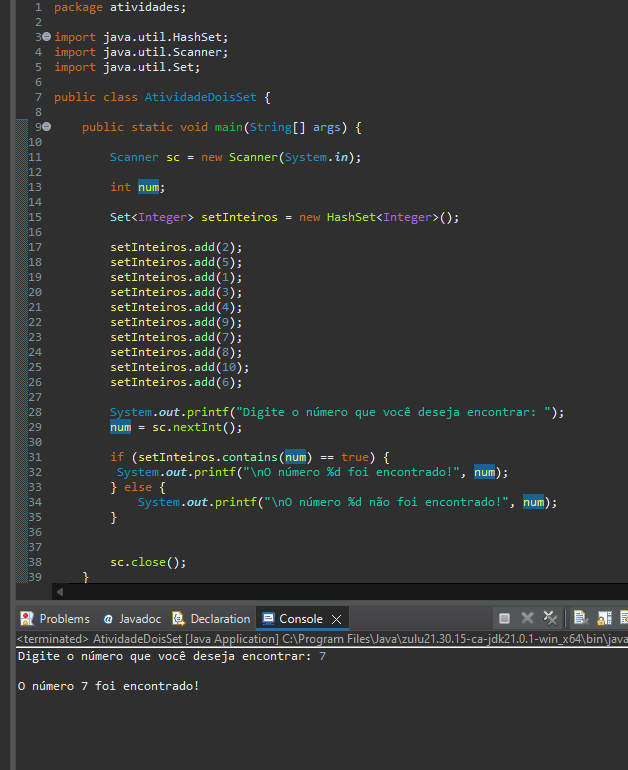 1 package atividades;
2
3 import java.util.HashSet;
4 import java.util.Scanner;
5 import java.util.Set;
6
7 public class AtividadeDoisSet {
8
9 public static void main(String[] args) {
10
11 Scanner sc = new Scanner(System.in);
12
13 int num;
14
15 Set<Integer> setInteiros = new HashSet<Integer>();
16
17 setInteiros.add(2);
18 setInteiros.add(5);
19 setInteiros.add(1);
20 setInteiros.add(3);
21 setInteiros.add(4);
22 setInteiros.add(9);
23 setInteiros.add(7);
24 setInteiros.add(8);
25 setInteiros.add(10);
26 setInteiros.add(6);
27
28 System.out.printf("Digite o número que você deseja encontrar: ");
29 num = sc.nextInt();
30
31 if (setInteiros.contains(num) == true) {
32 System.out.printf("\nO número %d foi encontrado!", num);
33 } else {
34 System.out.printf("\nO número %d não foi encontrado!", num);
35 }
36
37
38 sc.close();
39 }
Problems Javadoc Declaration Console
<terminated> AtividadeDoisSet [Java Application] C:\Program Files\Java\zulu21.30.15-ca-jdk21.0.1-win_x64\bin\java
Digite o número que você deseja encontrar: 7
O número 7 foi encontrado!